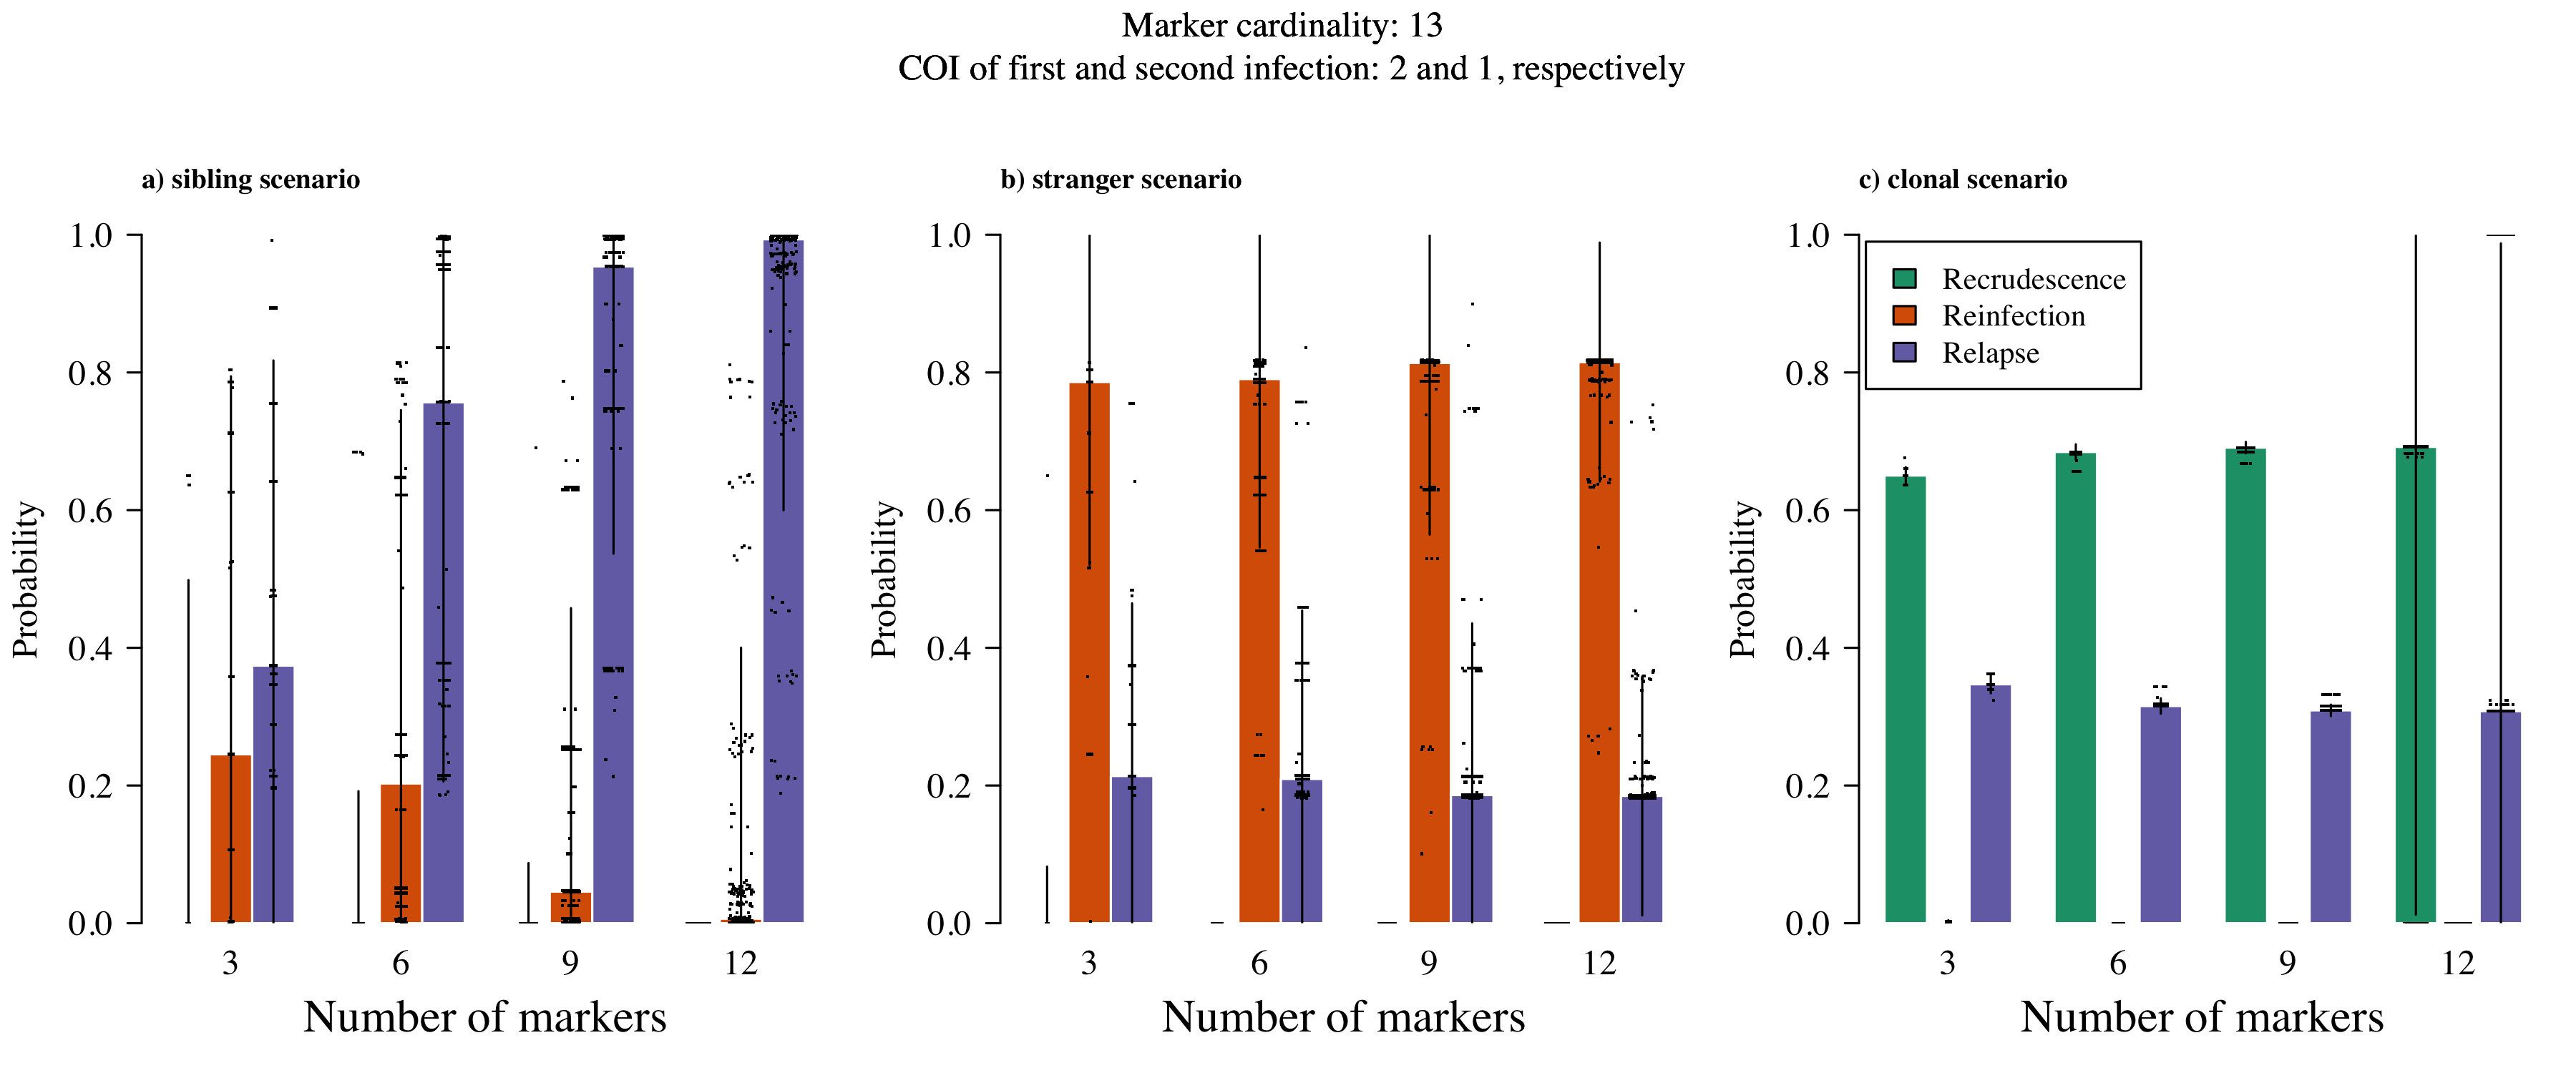 Marker cardinality: 13
COI of first and second infection: 2 and 1, respectively
a) sibling scenario
Probability
1.0
0.8
0.6
0.4
0.2
0.0
3 6 9 12
Number of markers
b) stranger scenario
Probability
1.0
0.8
0.6
0.4
0.2
0.0
3 6 9 12
Number of markers
c) clonal scenario
Probability
1.0
0.8
0.6
0.4
0.2
0.0
Recrudescence
Reinfection
Relapse
3 6 9 12
Number of markers